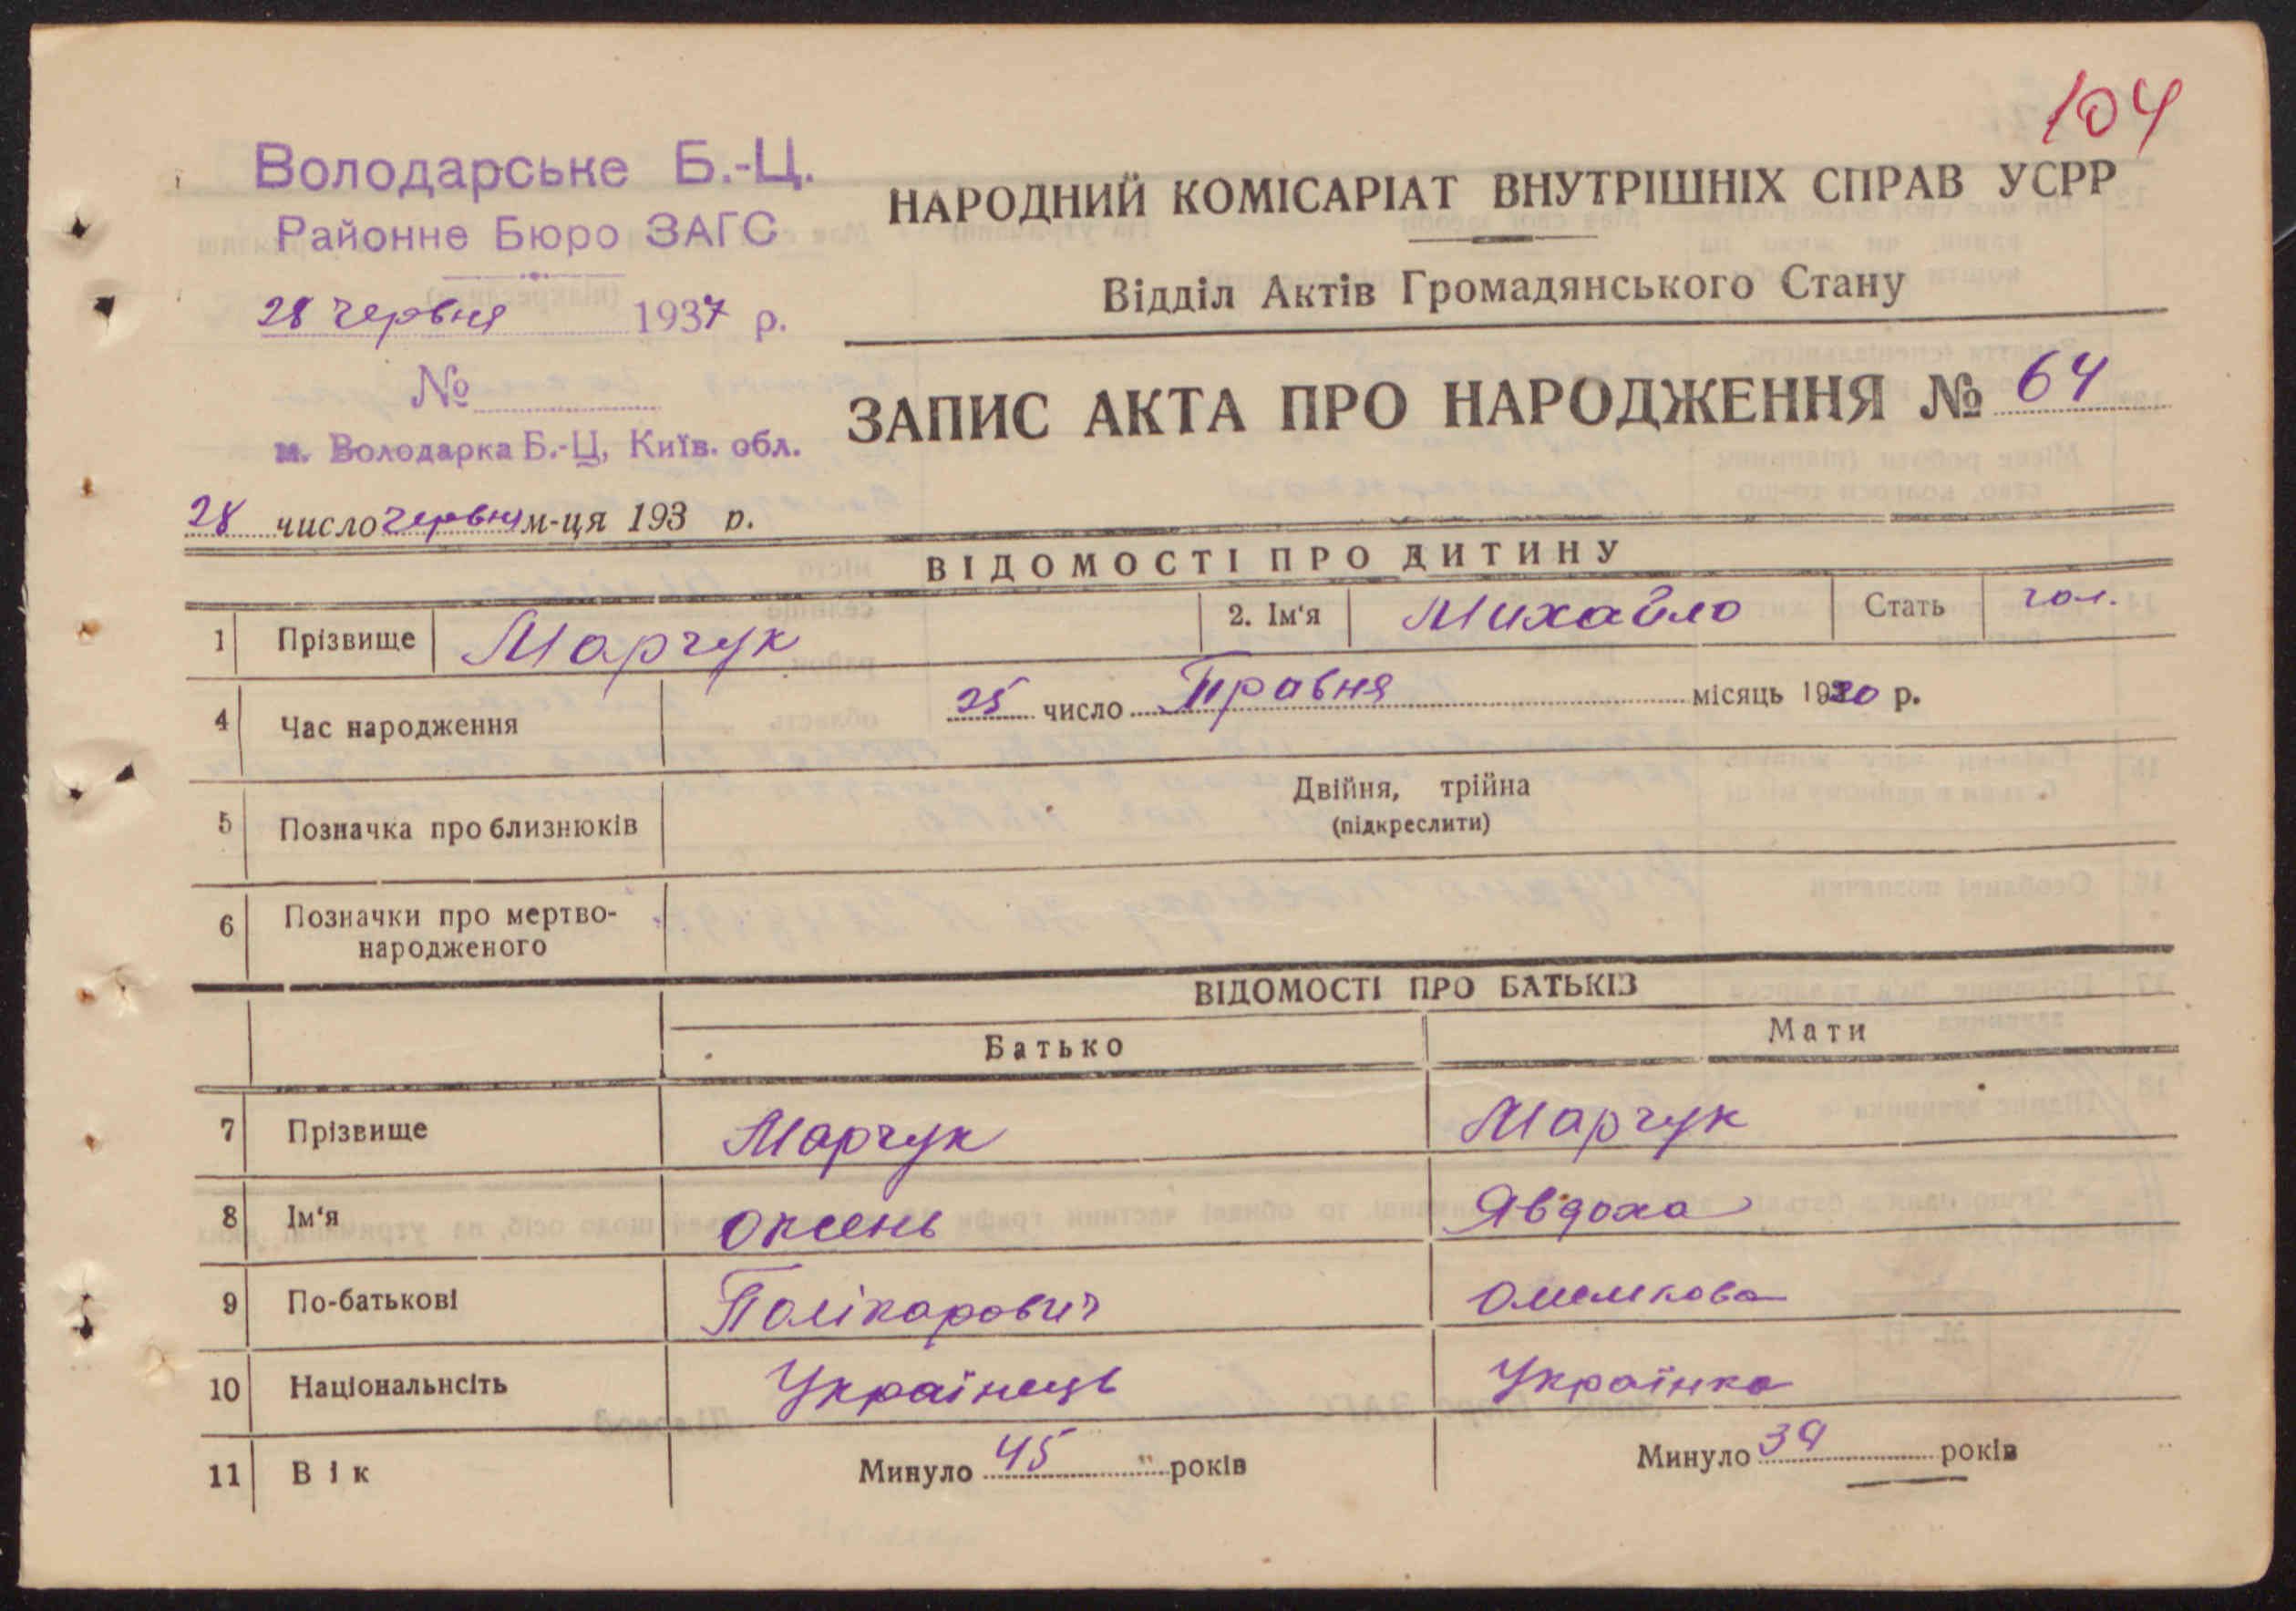 104
Володарське Б.-Ц.
Районне Бюро ЗАГС
28 червня 1937 р.
№
м. Володарка Б.-Ц, Київ. обл.
НАРОДНИЙ КОМІСАРІАТ ВНУТРІШНІХ СПРАВ УСРР
Відділ Актів Громадянського Стану
ЗАПИС АКТА ПРО НАРОДЖЕННЯ № 64
28 число червня м-ця 193 р.
ВІДОМОСТІ ПРО ДИТИНУ
1 Прізвище Марчук 2. Ім‘я Михайло Стать чол.
4 Час народження 25 число Травня місяць 1920 р.
5 Позначка про близнюків Двійня, трійна
(підкреслити)
6 Позначки про мертво-
народженого
ВІДОМОСТІ ПРО БАТЬКІВ
Батько Мати
7 Прізвище Марчук Марчук
8 Ім‘я Оксень Явдоха
9 По-батькові Полікарович Омелкова
10 Національнсіть Українець Українка
11 Вік Минуло 45 років Минуло 39 років